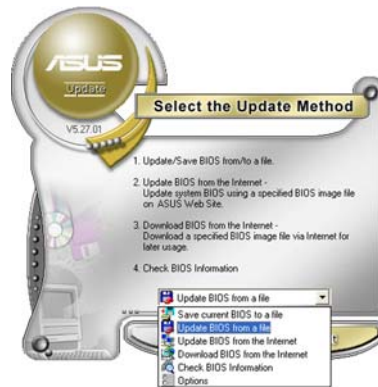 ASUS
Update
V5.27.01
Select the Update Method
1. Update/Save BIOS from/to a file.
2. Update BIOS from the Internet -
Update system BIOS using a specified BIOS image file
on ASUS Web Site.
3. Download BIOS from the Internet -
Download a specified BIOS image file via Internet for
later usage.
4. Check BIOS Information
Update BIOS from a file
Save current BIOS to a file
Update BIOS from a file
Update BIOS from the Internet
Download BIOS from the Internet
Check BIOS Information
Options